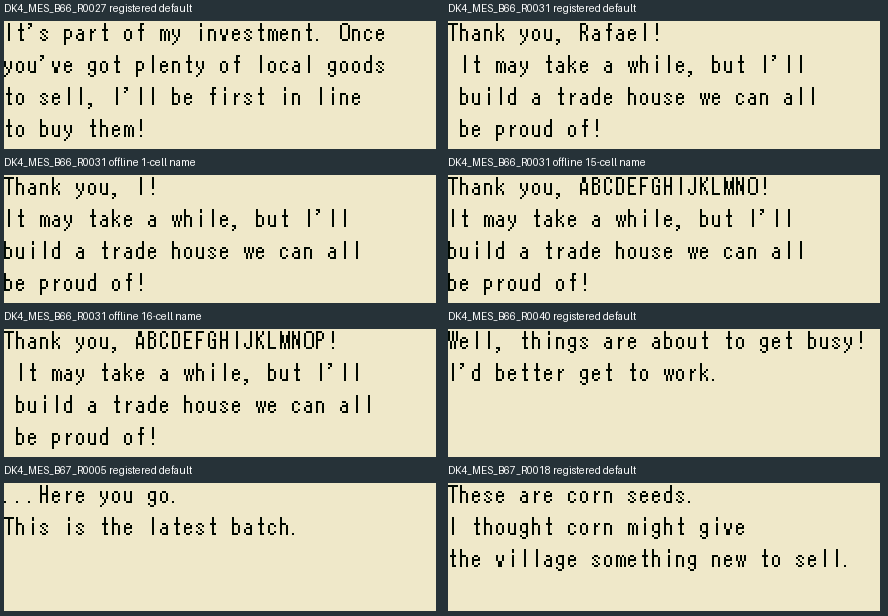 DK4_MES_B66_R0027 registered default
It's part of my investment. Once
you've got plenty of local goods
to sell, I'll be first in line
to buy them!
DK4_MES_B66_R0031 registered default
Thank you, Rafael!
It may take a while, but I'll
build a trade house we can all
be proud of!
DK4_MES_B66_R0031 offline 1-cell name
Thank you, I!
It may take a while, but I'll
build a trade house we can all
be proud of!
DK4_MES_B66_R0031 offline 15-cell name
Thank you, ABCDEFGHIJKLMNO!
It may take a while, but I'll
build a trade house we can all
be proud of!
DK4_MES_B66_R0031 offline 16-cell name
Thank you, ABCDEFGHIJKLMNOP!
It may take a while, but I'll
build a trade house we can all
be proud of!
DK4_MES_B66_R0040 registered default
Well, things are about to get busy!
I'd better get to work.
DK4_MES_B67_R0005 registered default
...Here you go.
This is the latest batch.
DK4_MES_B67_R0018 registered default
These are corn seeds.
I thought corn might give
the village something new to sell.